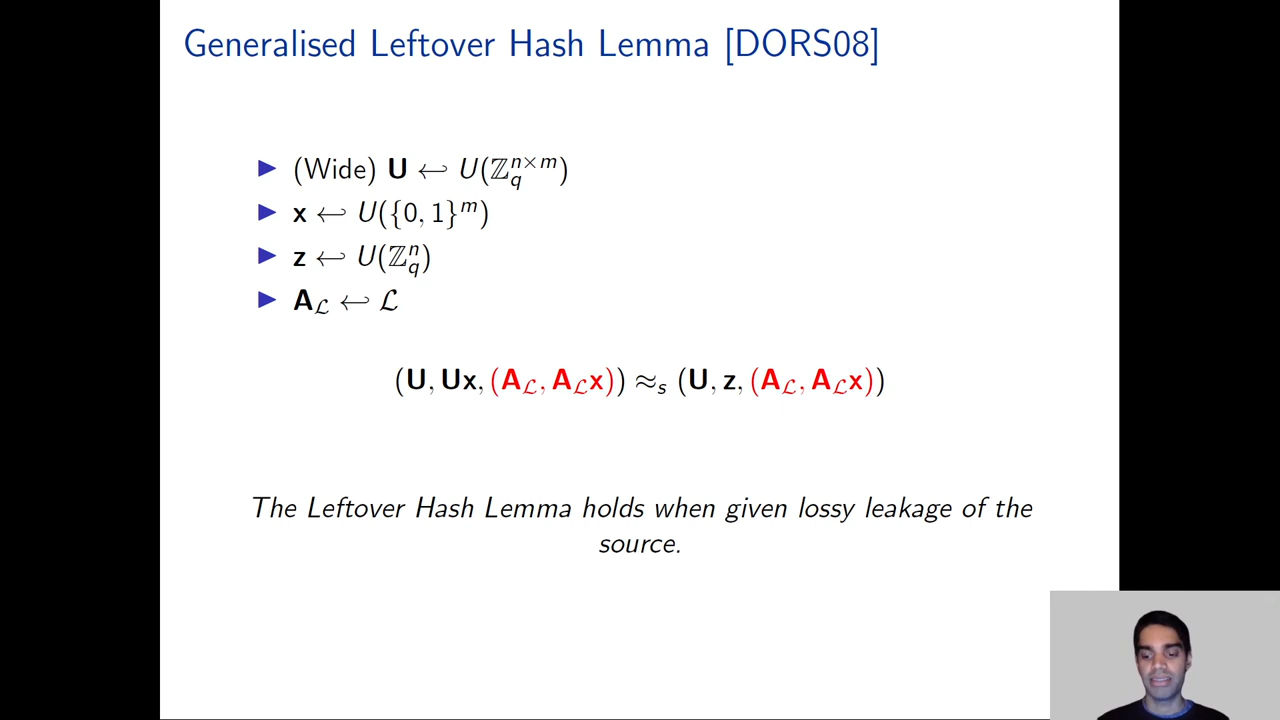 Generalised Leftover Hash Lemma [DORS08]
▶ (Wide) U ↩ U(ℤ_q^{n×m})
▶ x ↩ U({0, 1}^m)
▶ z ↩ U(ℤ_q^n)
▶ A_ℒ ↩ ℒ
(U, Ux, (A_ℒ, A_ℒx)) ≈_s (U, z, (A_ℒ, A_ℒx))
The Leftover Hash Lemma holds when given lossy leakage of the
source.